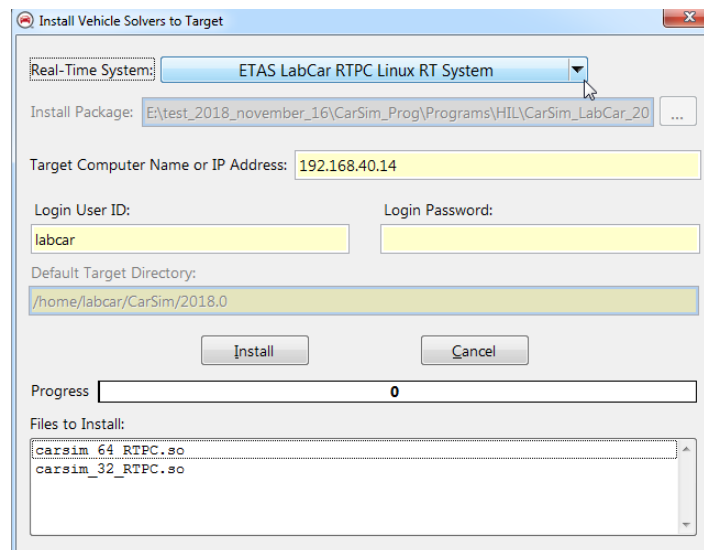 Install Vehicle Solvers to Target
Real-Time System: ETAS LabCar RTPC Linux RT System
Install Package: E:\test_2018_november_16\CarSim_Prog\Programs\HIL\CarSim_LabCar_20 ...
Target Computer Name or IP Address: 192.168.40.14
Login User ID: Login Password:
labcar
Default Target Directory:
/home/labcar/CarSim/2018.0
Install Cancel
Progress 0
Files to Install:
carsim_64_RTPC.so
carsim_32_RTPC.so